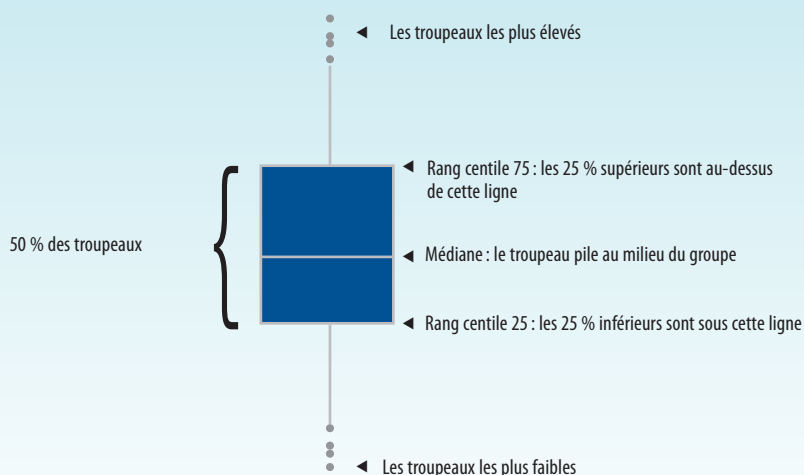 Les troupeaux les plus élevés
Rang centile 75 : les 25 % supérieurs sont au-dessus
de cette ligne
50 % des troupeaux
Médiane : le troupeau pile au milieu du groupe
Rang centile 25 : les 25 % inférieurs sont sous cette ligne
Les troupeaux les plus faibles